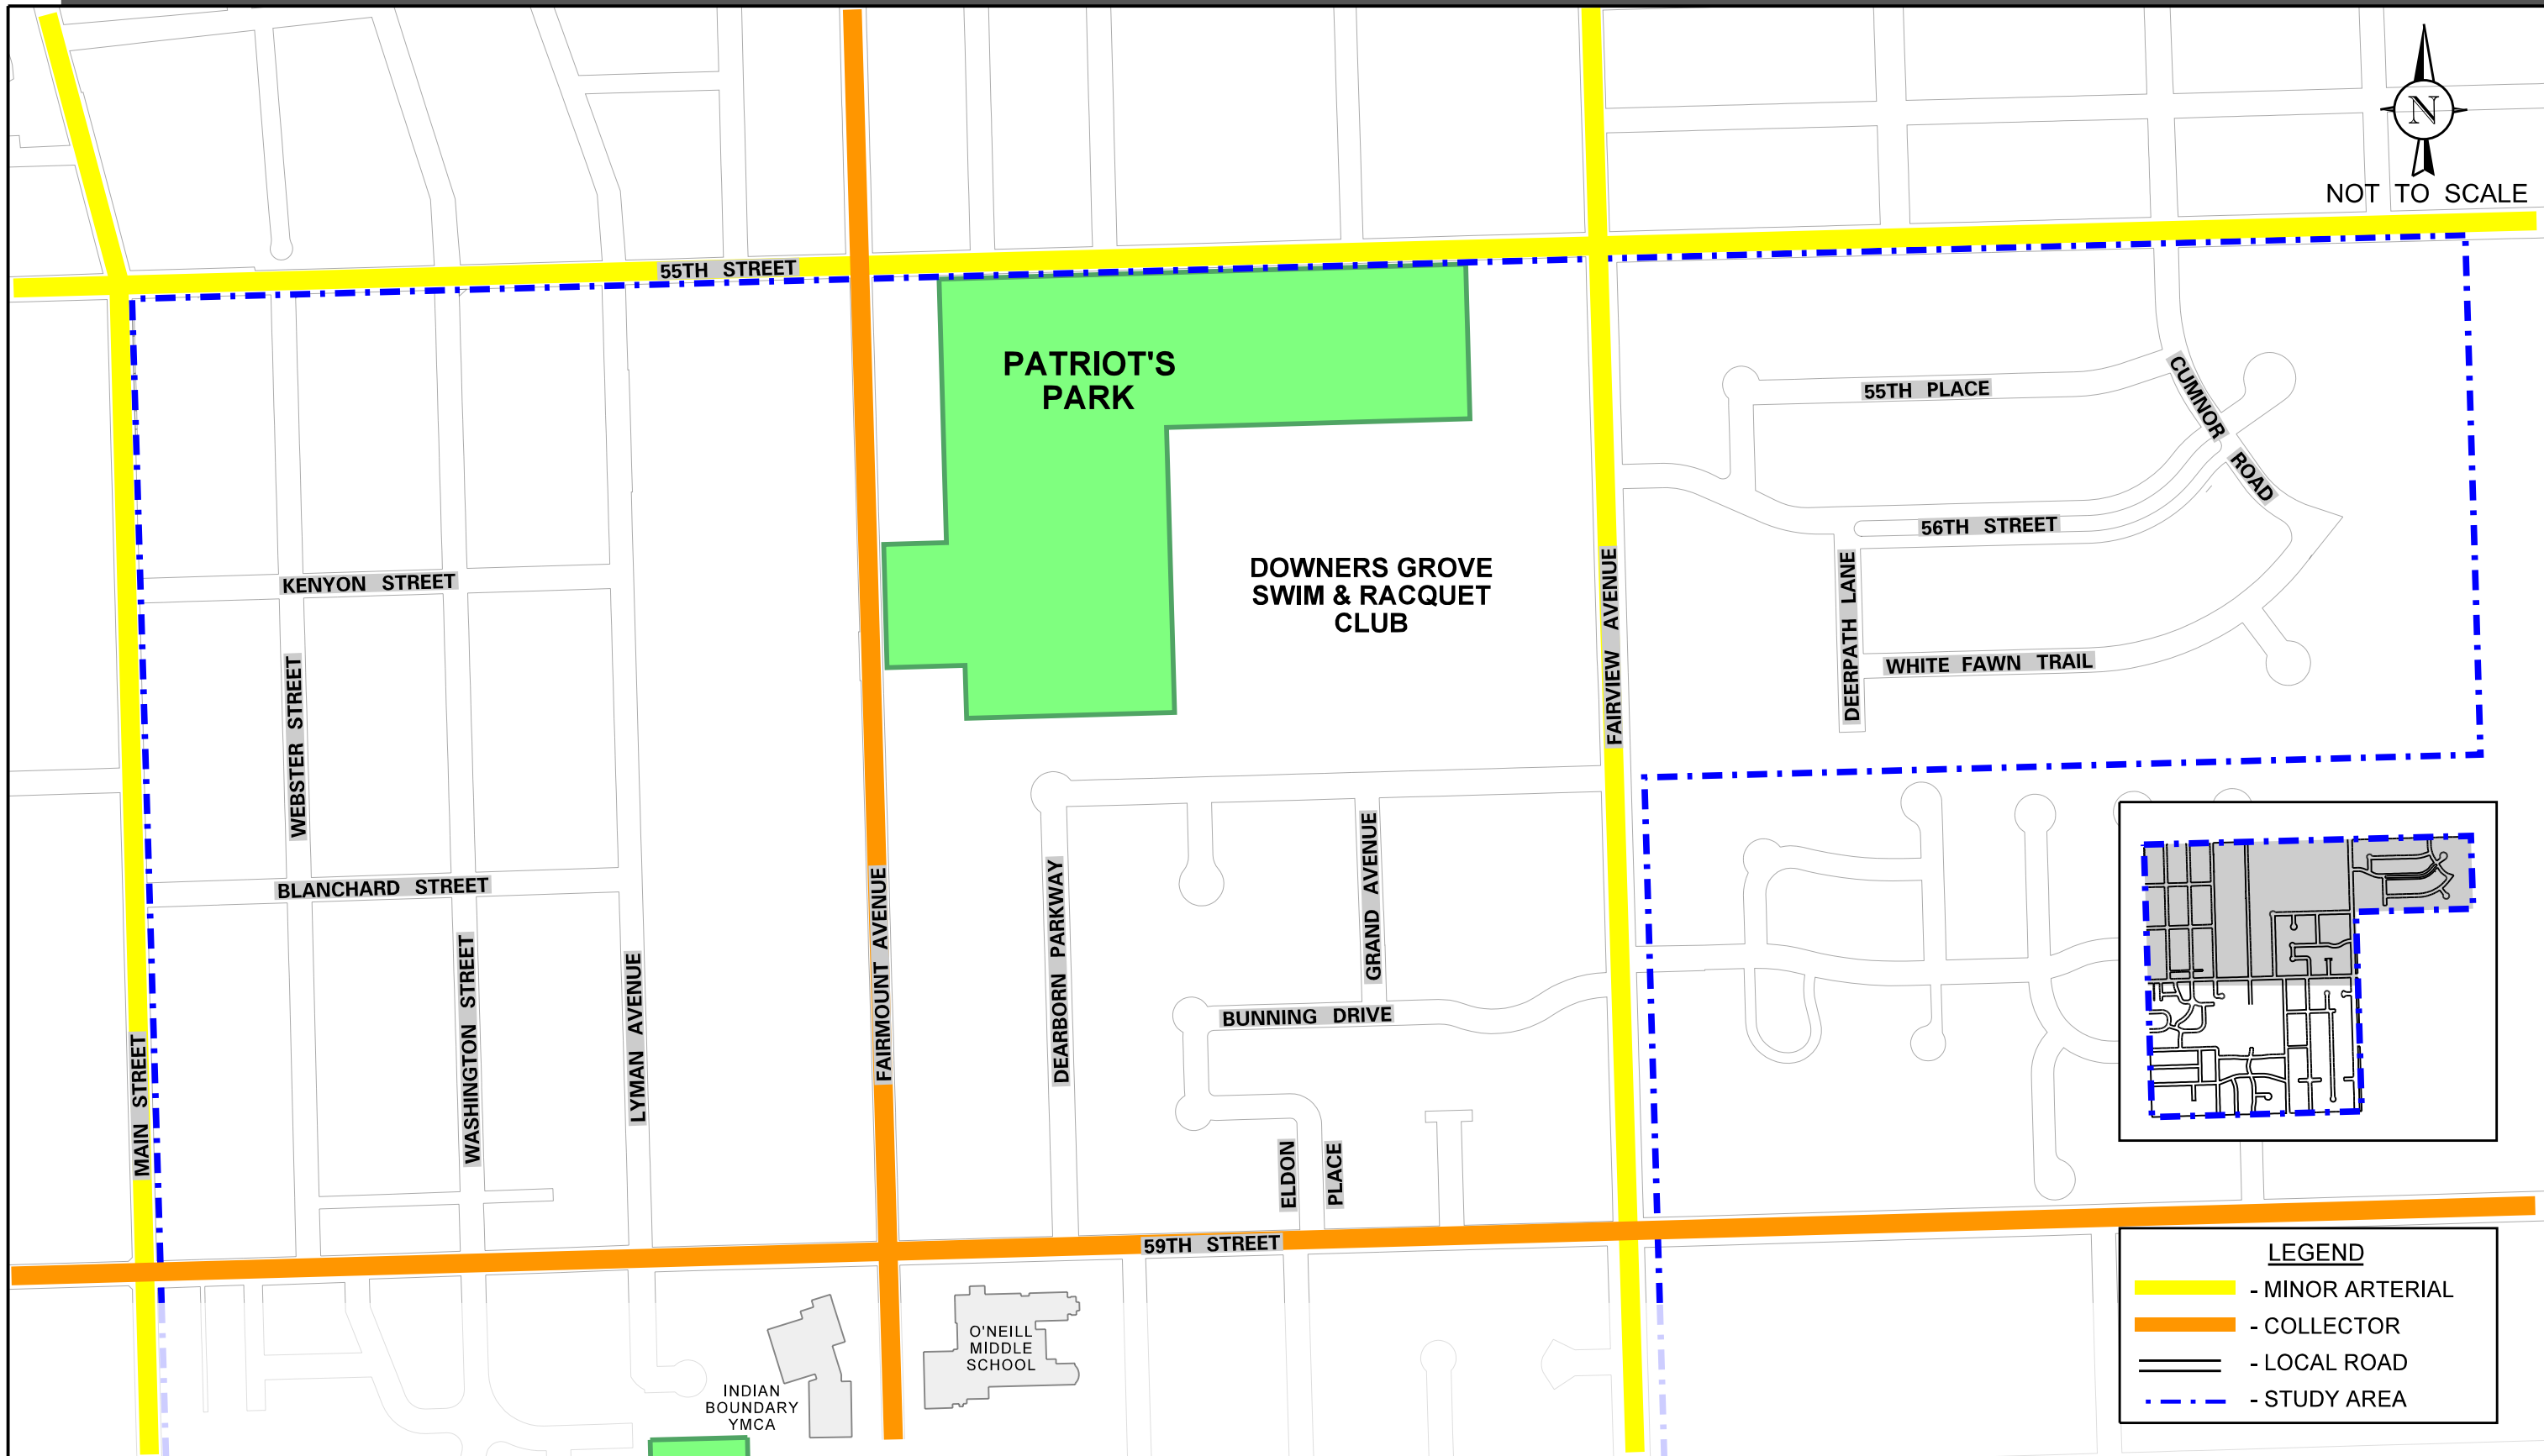 N
NOT TO SCALE
55TH STREET
PATRIOT'S
PARK
55TH PLACE
CUMNOR ROAD
56TH STREET
KENYON STREET
DOWNERS GROVE
SWIM & RACQUET
CLUB
FAIRVIEW AVENUE
DEERPATH LANE
WHITE FAWN TRAIL
WEBSTER STREET
BLANCHARD STREET
WASHINGTON STREET
LYMAN AVENUE
FAIRMOUNT AVENUE
DEARBORN PARKWAY
GRAND AVENUE
BUNNING DRIVE
MAIN STREET
ELDON PLACE
59TH STREET
O'NEILL
MIDDLE
SCHOOL
INDIAN
BOUNDARY
YMCA
LEGEND
- MINOR ARTERIAL
- COLLECTOR
- LOCAL ROAD
- STUDY AREA